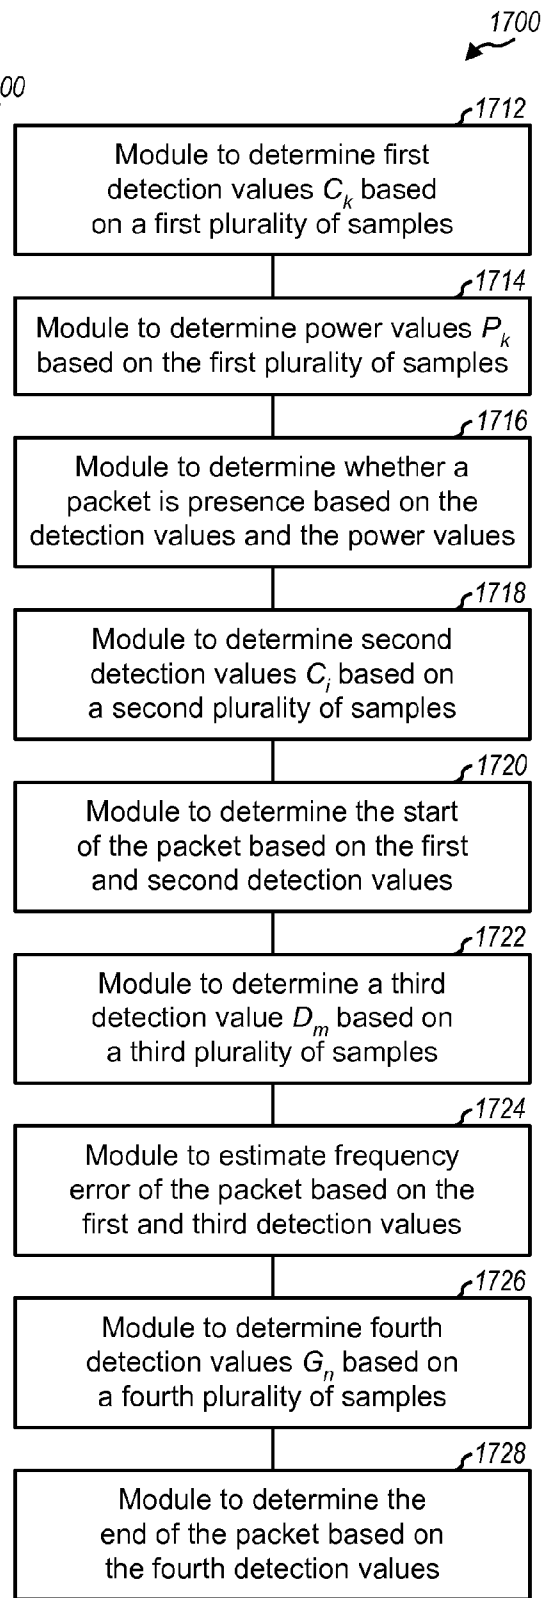 1700
00
1712
Module to determine first
detection values Ck based
on a first plurality of samples
1714
Module to determine power values Pk
based on the first plurality of samples
1716
Module to determine whether a
packet is presence based on the
detection values and the power values
1718
Module to determine second
detection values Ci based on
a second plurality of samples
1720
Module to determine the start
of the packet based on the first
and second detection values
1722
Module to determine a third
detection value Dm based on
a third plurality of samples
1724
Module to estimate frequency
error of the packet based on the
first and third detection values
1726
Module to determine fourth
detection values Gn based on
a fourth plurality of samples
1728
Module to determine the
end of the packet based on
the fourth detection values